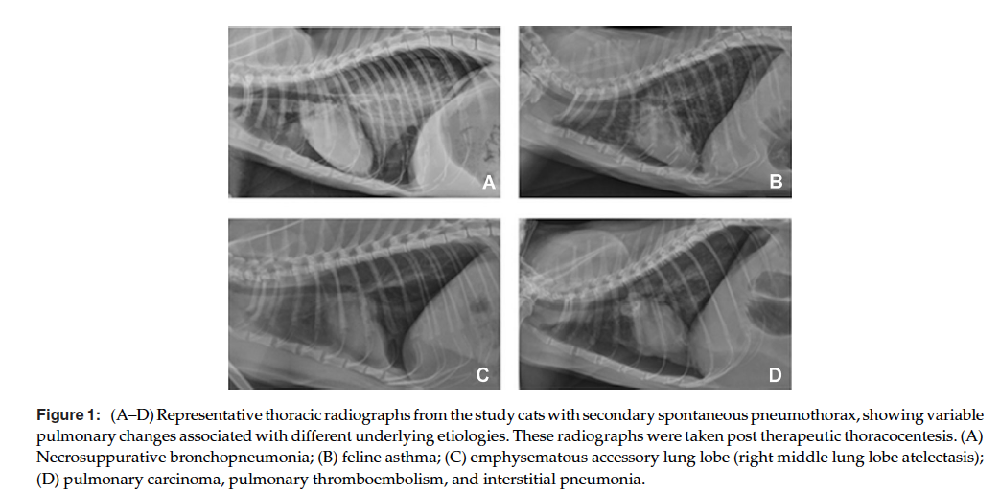 A
B
C
D
Figure 1: (A–D) Representative thoracic radiographs from the study cats with secondary spontaneous pneumothorax, showing variable
pulmonary changes associated with different underlying etiologies. These radiographs were taken post therapeutic thoracocentesis. (A)
Necrosuppurative bronchopneumonia; (B) feline asthma; (C) emphysematous accessory lung lobe (right middle lung lobe atelectasis);
(D) pulmonary carcinoma, pulmonary thromboembolism, and interstitial pneumonia.